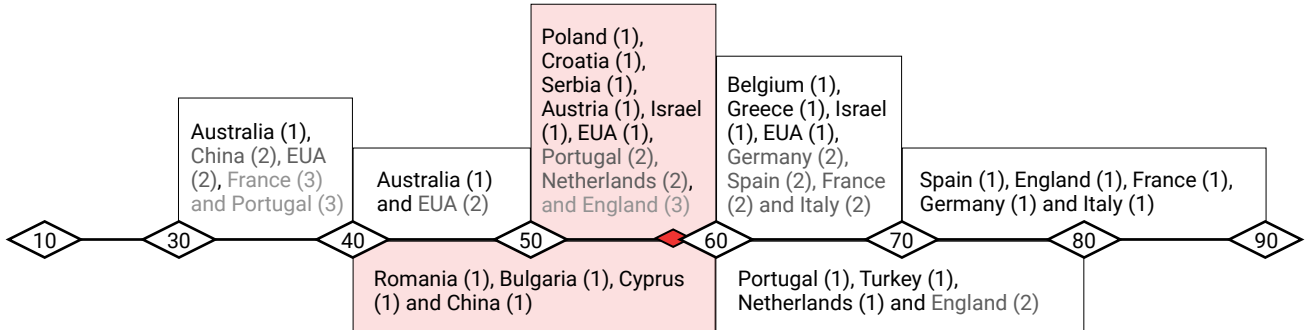 Poland (1),
Croatia (1),
Serbia (1),
Austria (1), Israel
(1), EUA (1),
Portugal (2),
Netherlands (2),
and England (3)
Belgium (1),
Greece (1), Israel
(1), EUA (1),
Germany (2),
Spain (2), France
(2) and Italy (2)
Australia (1),
China (2), EUA
(2), France (3)
and Portugal (3)
Australia (1)
and EUA (2)
Spain (1), England (1), France (1),
Germany (1) and Italy (1)
10 30 40 50 60 70 80 90
Romania (1), Bulgaria (1), Cyprus
(1) and China (1)
Portugal (1), Turkey (1),
Netherlands (1) and England (2)